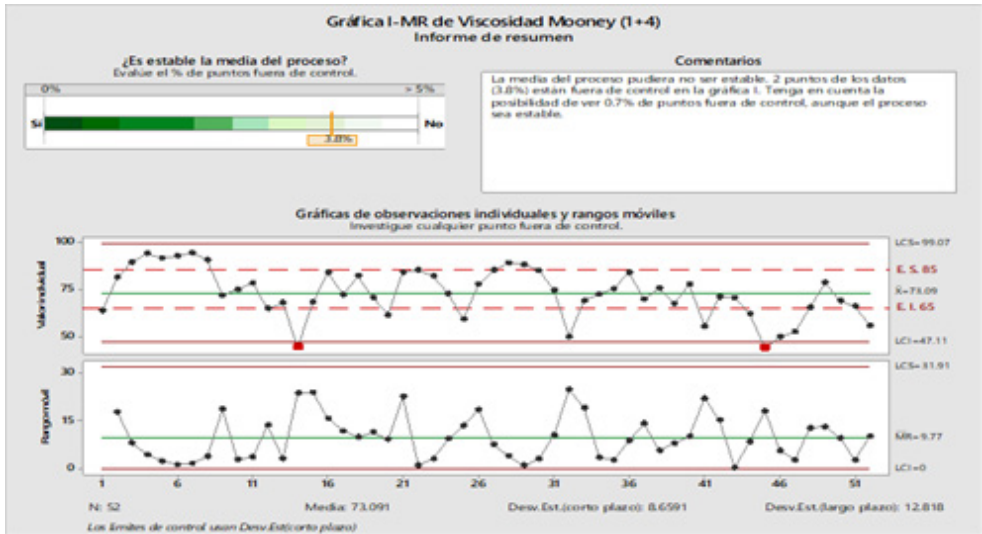 Gráfica I-MR de Viscosidad Mooney (1+4)
Informe de resumen
¿Es estable la media del proceso?
Evalúe el % de puntos fuera de control.
0% > 5%
Sí No
3.8%
Comentarios
La media del proceso pudiera no ser estable. 2 puntos de los datos
(3.8%) están fuera de control en la gráfica I. Tenga en cuenta la
posibilidad de ver 0.7% de puntos fuera de control, aunque el proceso
sea estable.
Gráficas de observaciones individuales y rangos móviles
Investigue cualquier punto fuera de control.
Valor individual
100
75
50
LCS=99.07
E. S. 85
X̄=73.09
E. I. 65
LCI=47.11
Rango móvil
30
15
0
LCS=31.91
M̅R̅=9.77
LCI=0
1 6 11 16 21 26 31 36 41 46 51
N: 52 Media: 73.091 Desv.Est.(corto plazo): 8.6591 Desv.Est.(largo plazo): 12.818
Los límites de control usan Desv.Est(corto plazo)